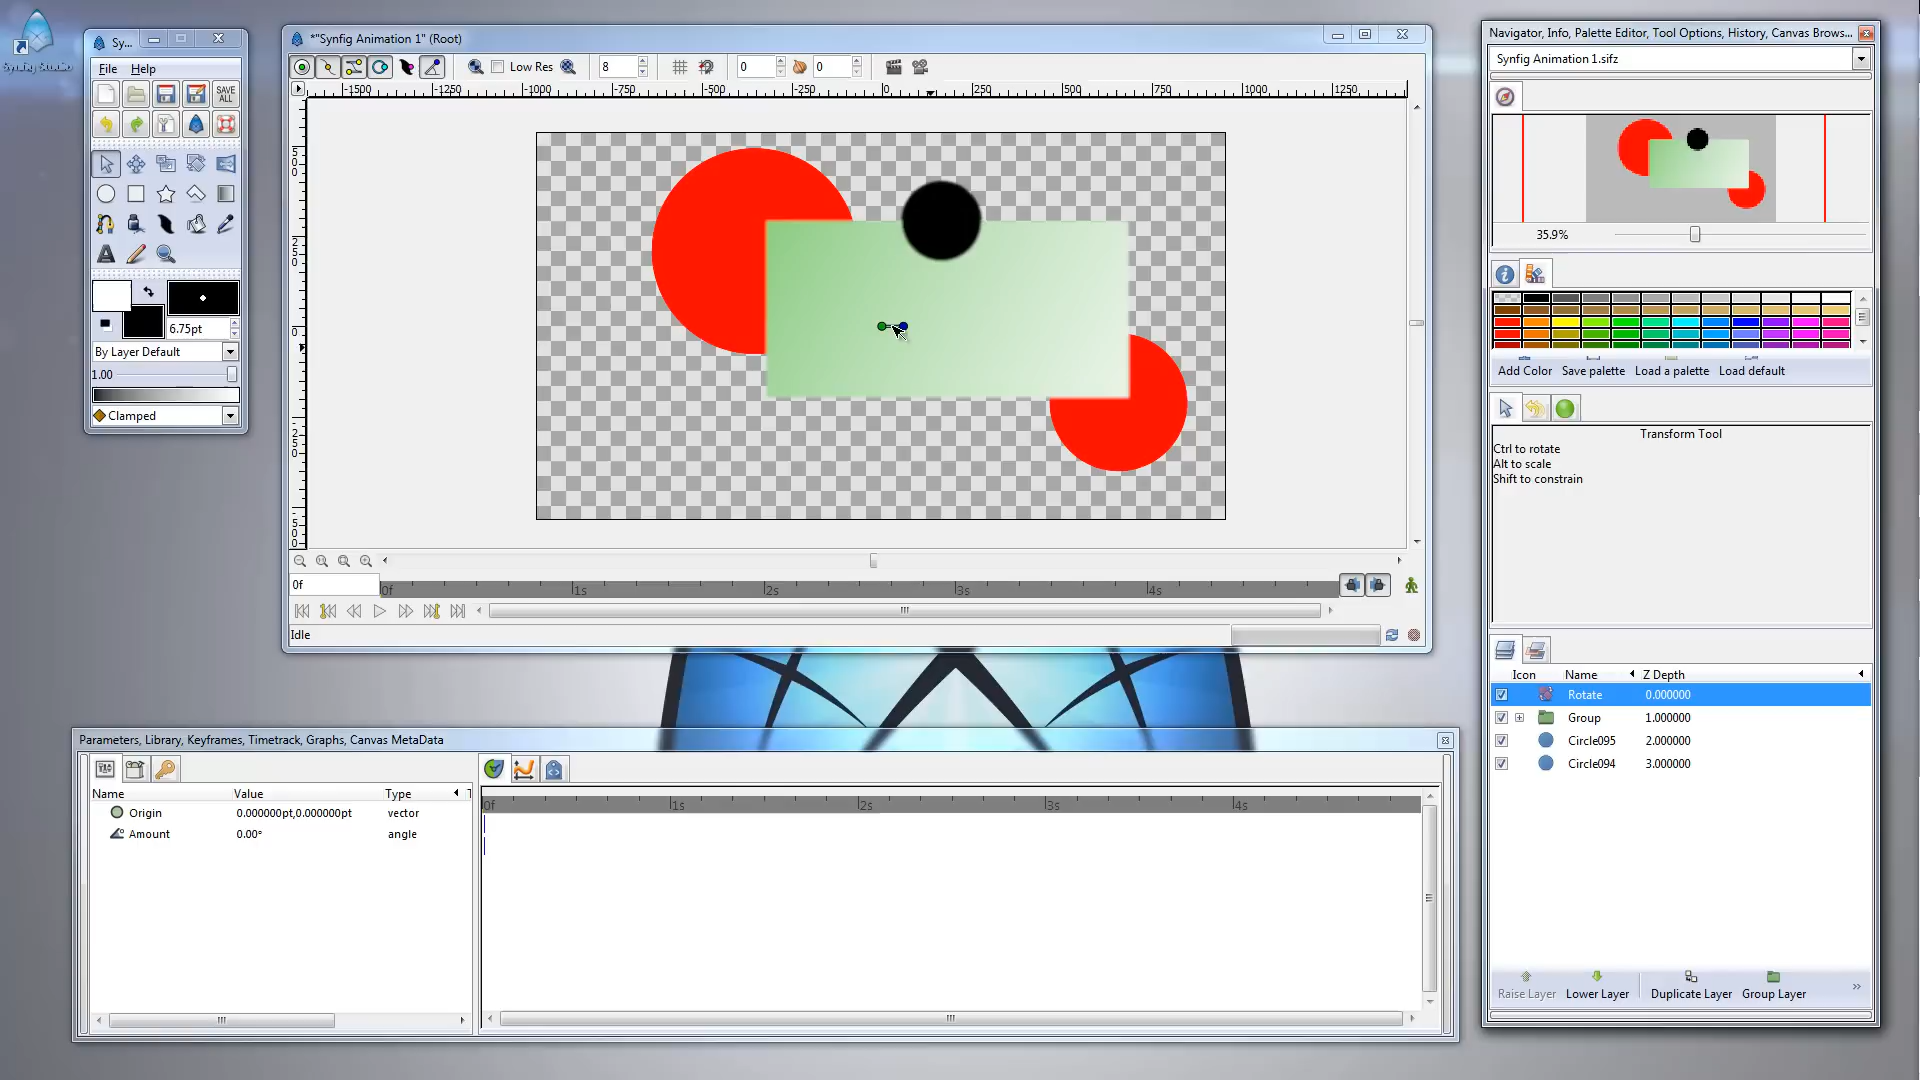 Synfig Studio
Sy...
File Help
SAVE
ALL
6.75pt
By Layer Default
1.00
Clamped
*"Synfig Animation 1" (Root)
Low Res
8
0
0
-1500 -1250 -1000 -750 -500 -250 0 250 500 750 1000 1250
500
250
0
-250
-500
0f
0f 1s 2s 3s 4s
Idle
Navigator, Info, Palette Editor, Tool Options, History, Canvas Brows...
Synfig Animation 1.sifz
35.9%
Add Color Save palette Load a palette Load default
Transform Tool
Ctrl to rotate
Alt to scale
Shift to constrain
Icon Name Z Depth
Rotate 0.000000
Group 1.000000
Circle095 2.000000
Circle094 3.000000
Raise Layer Lower Layer Duplicate Layer Group Layer
Parameters, Library, Keyframes, Timetrack, Graphs, Canvas MetaData
Name Value Type
Origin 0.000000pt,0.000000pt vector
Amount 0.00° angle
0f 1s 2s 3s 4s